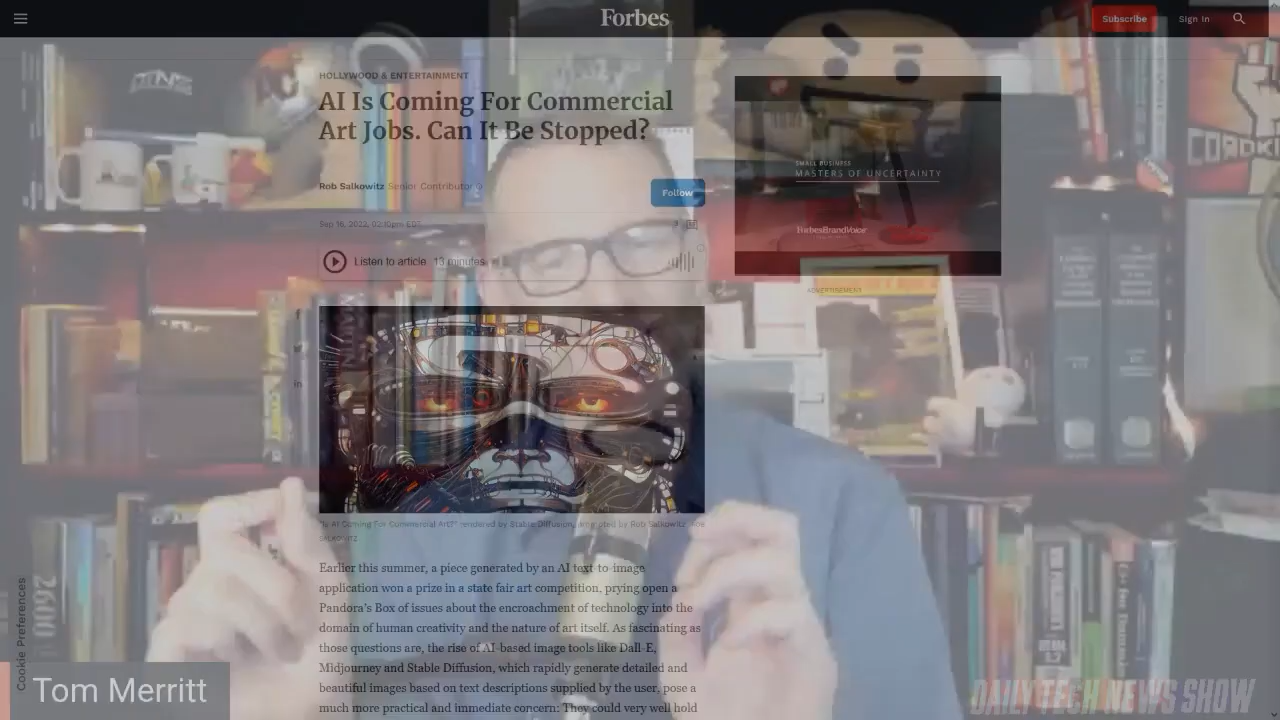 Forbes
Subscribe
Sign In
HOLLYWOOD & ENTERTAINMENT
AI Is Coming For Commercial
Art Jobs. Can It Be Stopped?
Rob Salkowitz Senior Contributor
Follow
Sep 16, 2022, 02:10pm EDT
Listen to article 13 minutes
SMALL BUSINESS
MASTERS OF UNCERTAINTY
ForbesBrandVoice
ADVERTISEMENT
in
"Is AI Coming For Commercial Art?" rendered by Stable Diffusion, prompted by Rob Salkowitz. ROB
SALKOWITZ
Earlier this summer, a piece generated by an AI text-to-image
application won a prize in a state fair art competition, prying open a
Pandora's Box of issues about the encroachment of technology into the
domain of human creativity and the nature of art itself. As fascinating as
those questions are, the rise of AI-based image tools like Dall-E,
Midjourney and Stable Diffusion, which rapidly generate detailed and
beautiful images based on text descriptions supplied by the user, pose a
much more practical and immediate concern: They could very well hold
Cookie Preferences
2600
Tom Merritt
DAILY TECH NEWS SHOW